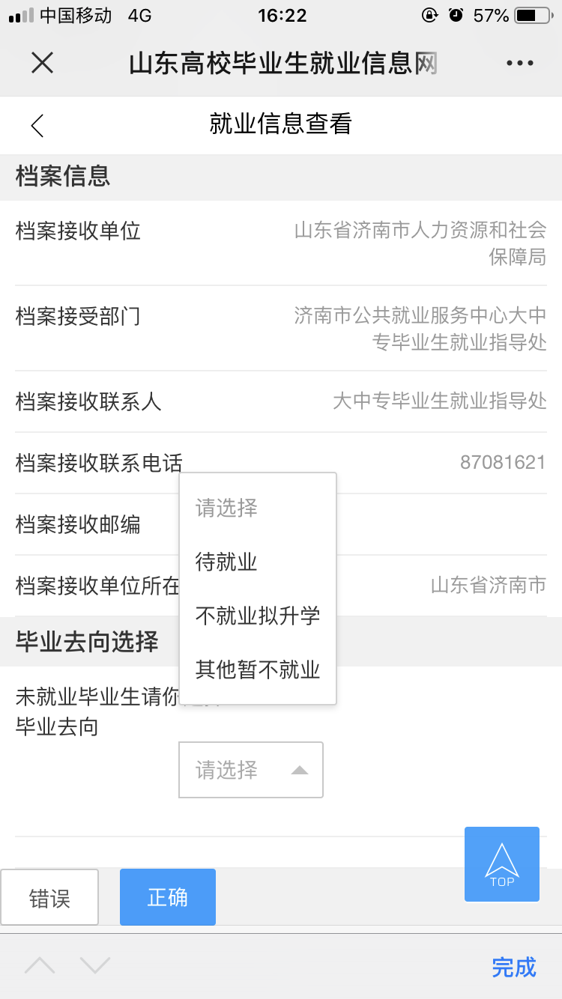 中国移动 4G 16:22 57%
山东高校毕业生就业信息网
就业信息查看
档案信息
档案接收单位 山东省济南市人力资源和社会
保障局
档案接受部门 济南市公共就业服务中心大中
专毕业生就业指导处
档案接收联系人 大中专毕业生就业指导处
档案接收联系电话 87081621
档案接收邮编
档案接收单位所在 山东省济南市
请选择
待就业
不就业拟升学
其他暂不就业
毕业去向选择
未就业毕业生请你
毕业去向
请选择
TOP
错误 正确
完成